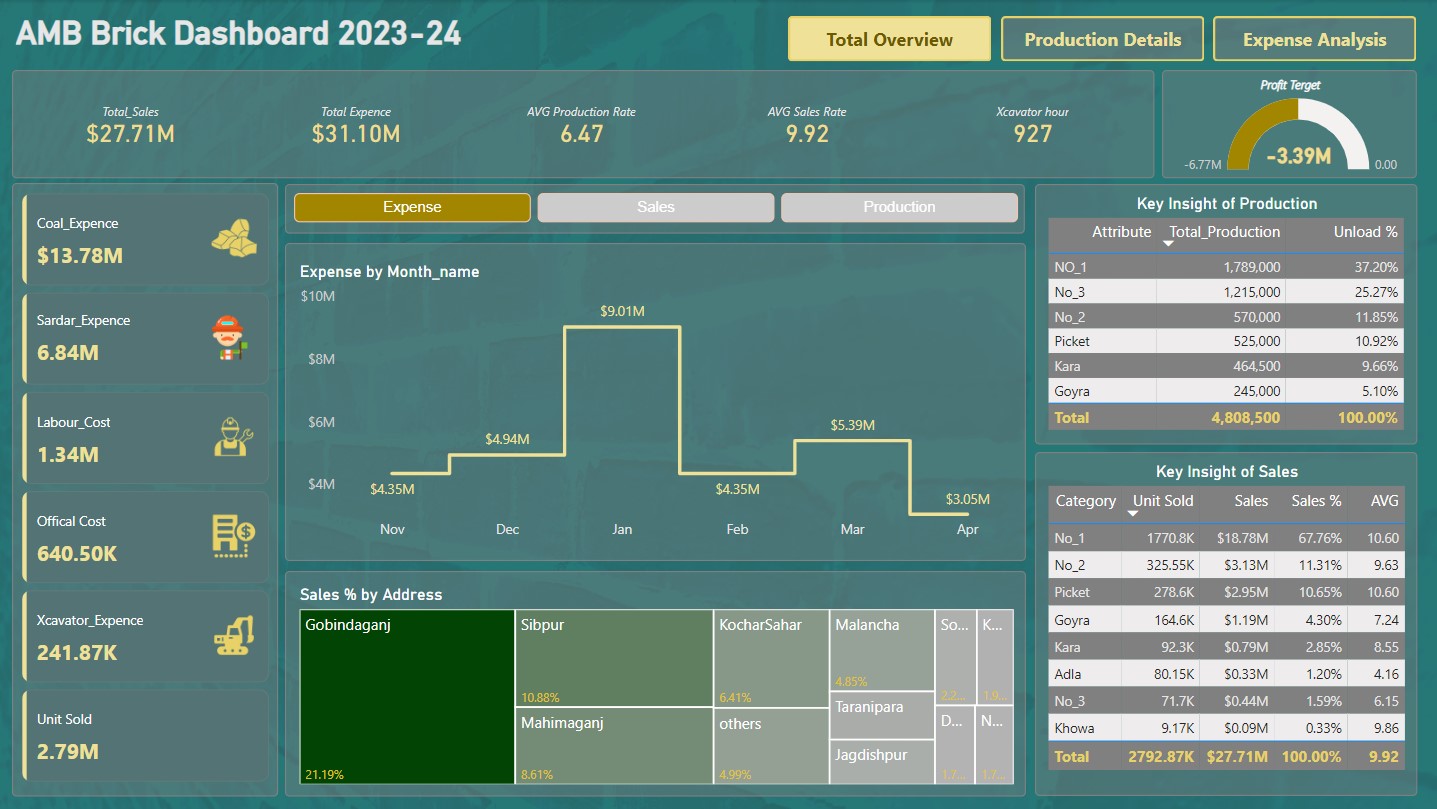 AMB Brick Dashboard 2023-24
Total Overview
Production Details
Expense Analysis
Total_Sales
$27.71M
Total Expence
$31.10M
AVG Production Rate
6.47
AVG Sales Rate
9.92
Xcavator hour
927
Profit Terget
-6.77M
-3.39M
0.00
Coal_Expence
$13.78M
Sardar_Expence
6.84M
Labour_Cost
1.34M
Offical Cost
640.50K
Xcavator_Expence
241.87K
Unit Sold
2.79M
Expense
Sales
Production
Expense by Month_name
$10M
$8M
$6M
$4M
$4.35M
$4.94M
$9.01M
$4.35M
$5.39M
$3.05M
Nov Dec Jan Feb Mar Apr
Sales % by Address
Gobindaganj
21.19%
Sibpur
10.88%
Mahimaganj
8.61%
KocharSahar
6.41%
others
4.99%
Malancha
4.85%
Taranipara
Jagdishpur
So...
2.2...
K...
1.9...
D...
1.7...
N...
1.7...
Key Insight of Production
Attribute Total_Production Unload %
NO_1 1,789,000 37.20%
No_3 1,215,000 25.27%
No_2 570,000 11.85%
Picket 525,000 10.92%
Kara 464,500 9.66%
Goyra 245,000 5.10%
Total 4,808,500 100.00%
Key Insight of Sales
Category Unit Sold Sales Sales % AVG
No_1 1770.8K $18.78M 67.76% 10.60
No_2 325.55K $3.13M 11.31% 9.63
Picket 278.6K $2.95M 10.65% 10.60
Goyra 164.6K $1.19M 4.30% 7.24
Kara 92.3K $0.79M 2.85% 8.55
Adla 80.15K $0.33M 1.20% 4.16
No_3 71.7K $0.44M 1.59% 6.15
Khowa 9.17K $0.09M 0.33% 9.86
Total 2792.87K $27.71M 100.00% 9.92